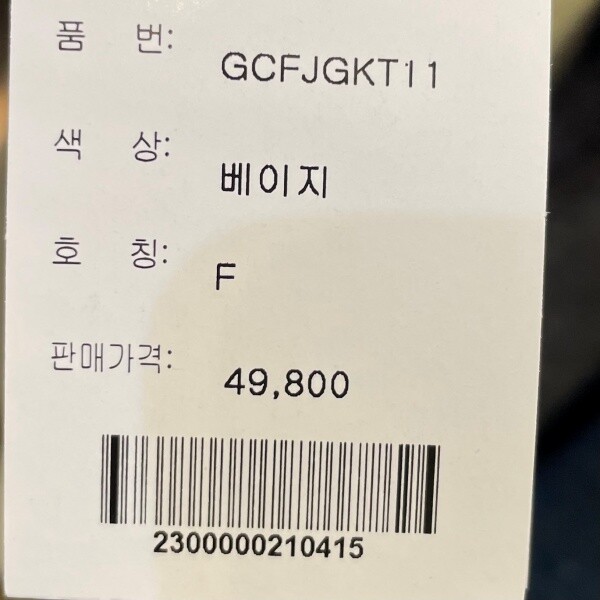 품 번: GCFJGKT11
색 상: 베이지
호 칭: F
판매가격: 49,800
2300000210415